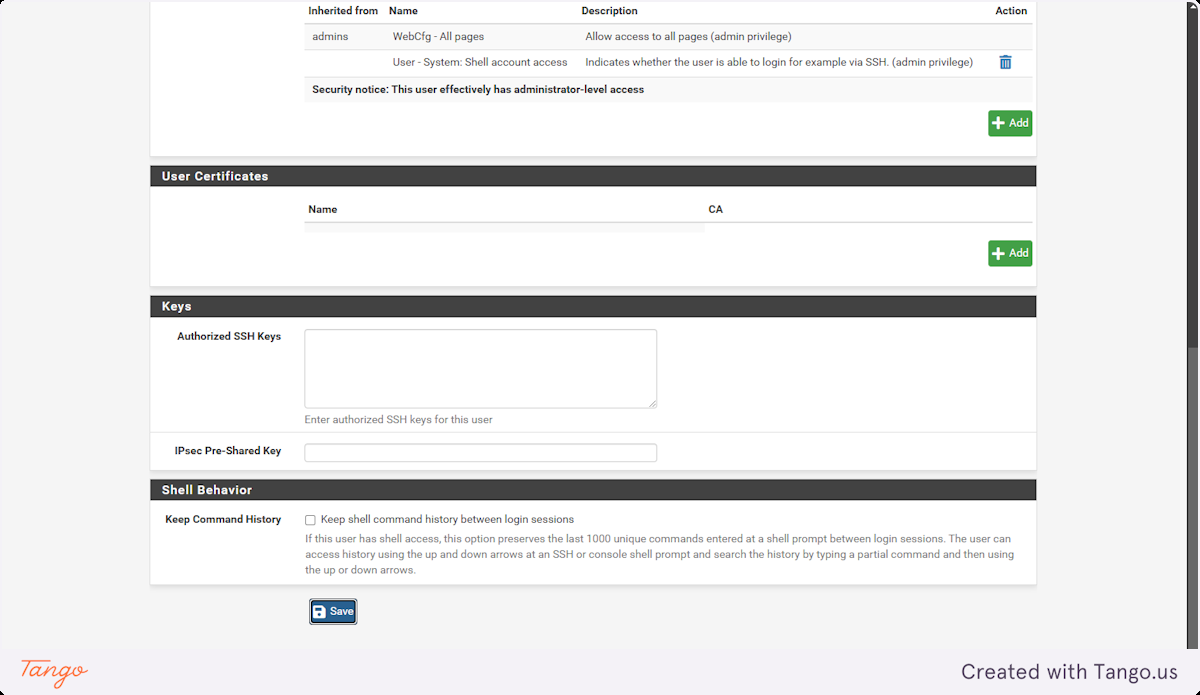 Inherited from Name Description Action
admins WebCfg - All pages Allow access to all pages (admin privilege)
User - System: Shell account access Indicates whether the user is able to login for example via SSH. (admin privilege)
Security notice: This user effectively has administrator-level access
Add
User Certificates
Name CA
Add
Keys
Authorized SSH Keys
Enter authorized SSH keys for this user
IPsec Pre-Shared Key
Shell Behavior
Keep Command History Keep shell command history between login sessions
If this user has shell access, this option preserves the last 1000 unique commands entered at a shell prompt between login sessions. The user can
access history using the up and down arrows at an SSH or console shell prompt and search the history by typing a partial command and then using
the up or down arrows.
Save
Tango Created with Tango.us